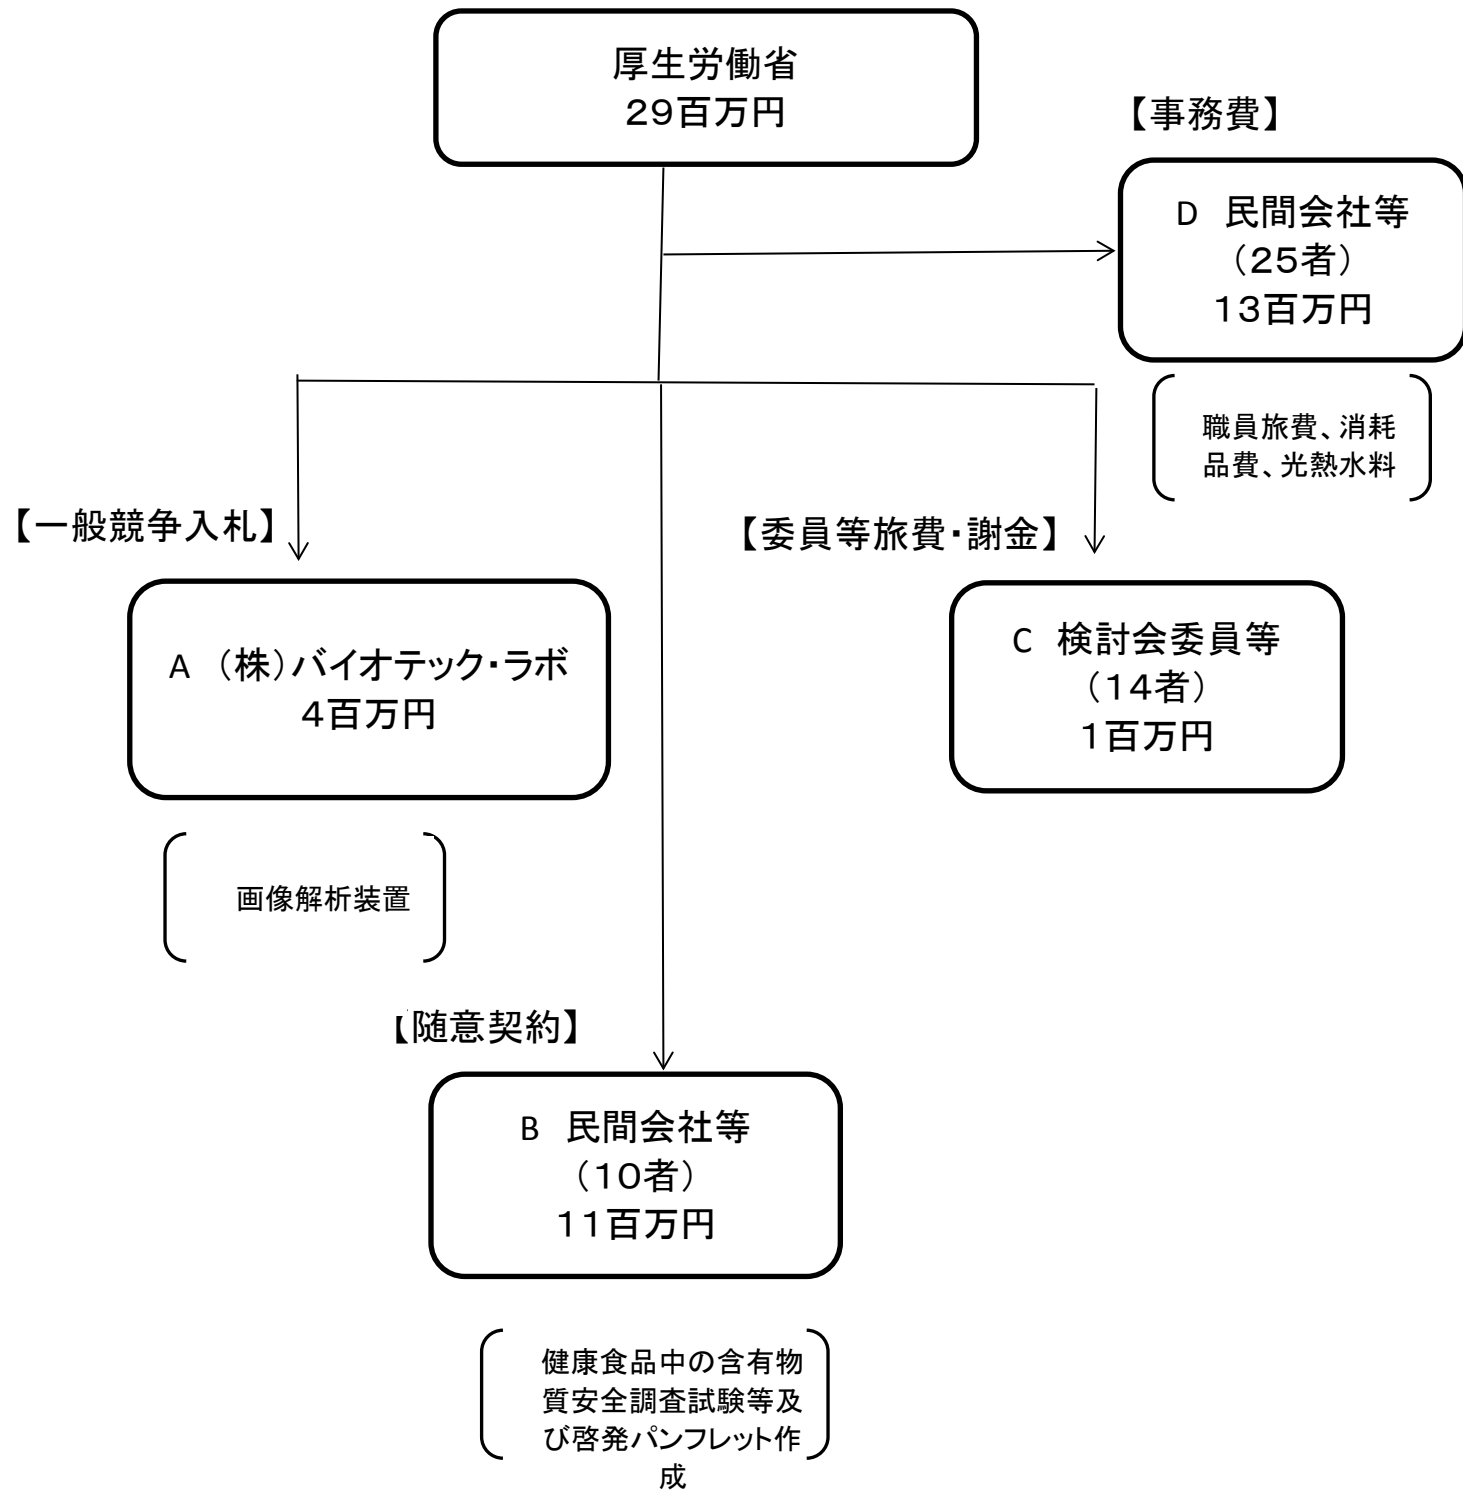 厚生労働省
29百万円
【事務費】
D　民間会社等
（25者）
13百万円
職員旅費、消耗
品費、光熱水料
【一般競争入札】
【委員等旅費・謝金】
A　（株）バイオテック・ラボ
4百万円
C　検討会委員等
（14者）
1百万円
画像解析装置
【随意契約】
B　民間会社等
（10者）
11百万円
健康食品中の含有物
質安全調査試験等及
び啓発パンフレット作
成